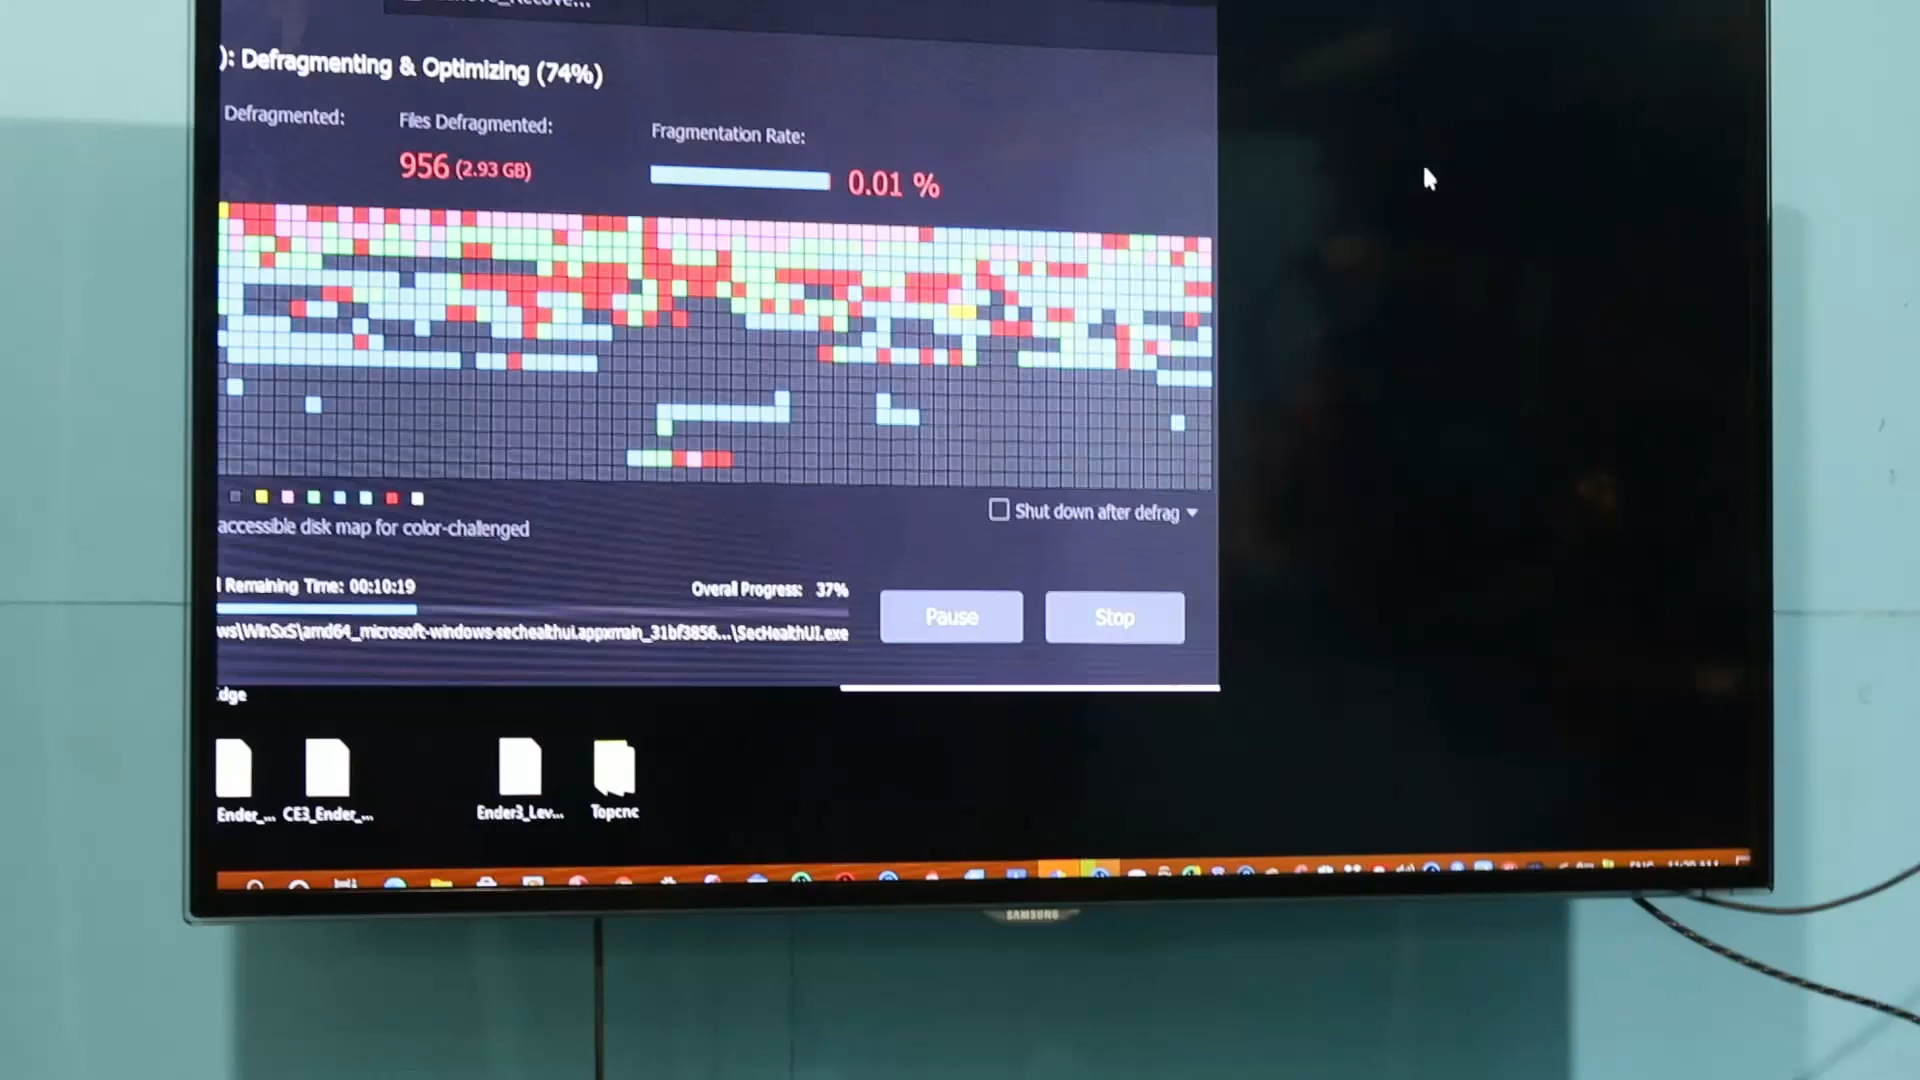 ): Defragmenting & Optimizing (74%)
Defragmented:
Files Defragmented:
Fragmentation Rate:
956 (2.93 GB)
0.01 %
accessible disk map for color-challenged
Shut down after defrag
Remaining Time: 00:10:19
Overall Progress: 37%
Pause
Stop
ws\WinSxS\amd64_microsoft-windows-sechealthui.appxmain_31bf3856...\SecHealthUI.exe
dge
Ender_...
CE3_Ender_...
Ender3_Lev...
Topcnc
SAMSUNG